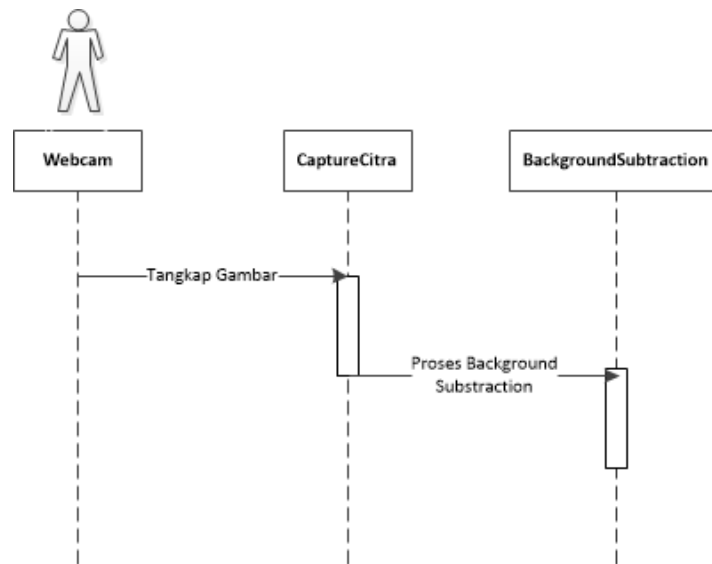 Webcam
CaptureCitra
BackgroundSubtraction
Tangkap Gambar
Proses Background
Substraction